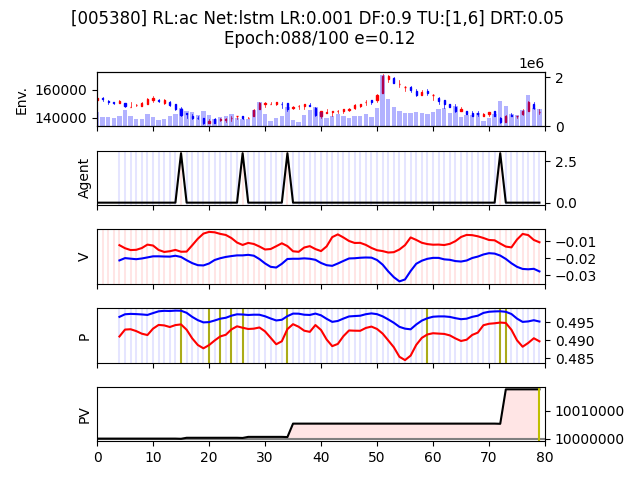 [005380] RL:ac Net:lstm LR:0.001 DF:0.9 TU:[1,6] DRT:0.05
Epoch:088/100 e=0.12
1e6
Env.
160000
140000
2
0
Agent
2.5
0.0
V
−0.01
−0.02
−0.03
P
0.495
0.490
0.485
PV
10010000
10000000
0 10 20 30 40 50 60 70 80